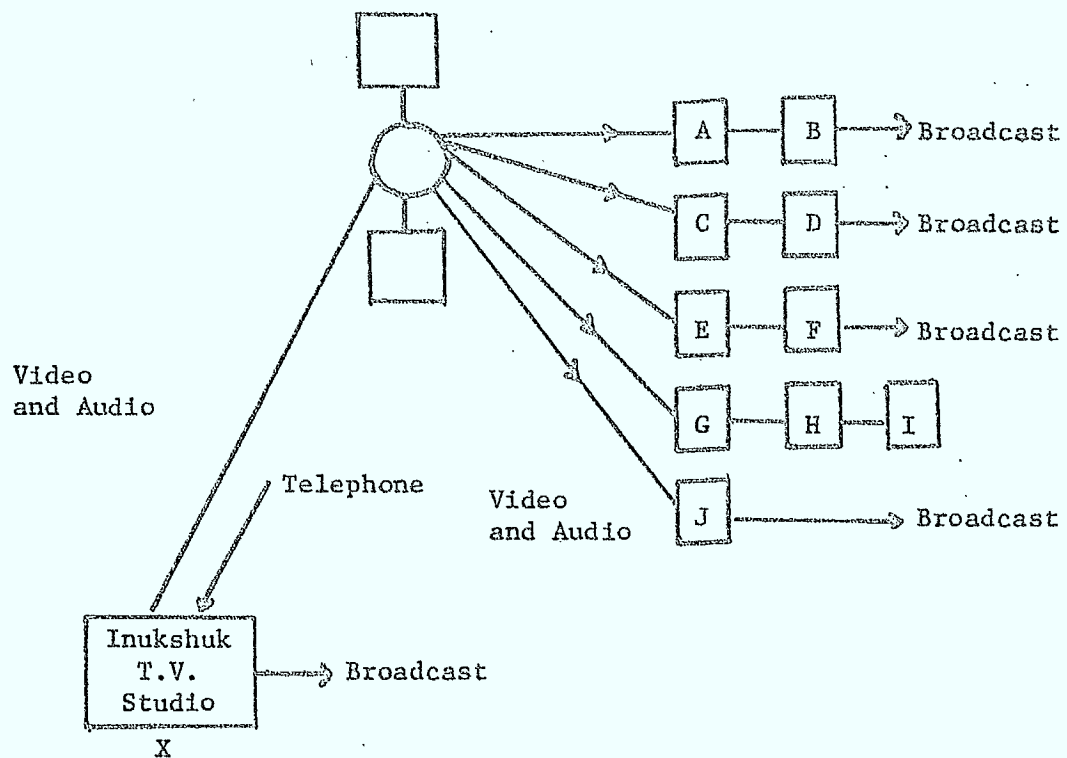 A B Broadcast
C D Broadcast
E F Broadcast
Video
and Audio
G H I
Telephone
Video
and Audio
J Broadcast
Inukshuk
T.V.
Studio
Broadcast
X